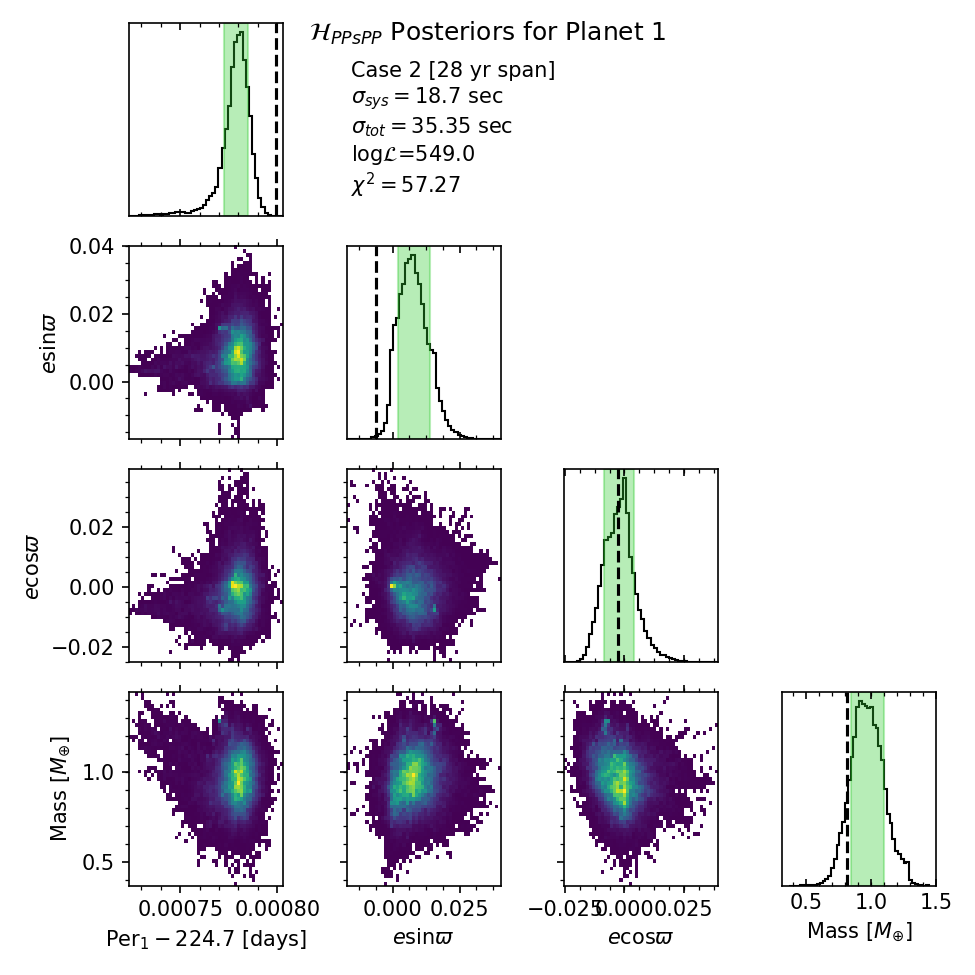 𝓗_PPsPP Posteriors for Planet 1
Case 2 [28 yr span]
σ_sys = 18.7 sec
σ_tot = 35.35 sec
logℒ=549.0
χ² = 57.27
0.04
0.02
0.00
esinϖ
0.02
0.00
−0.02
ecosϖ
1.0
0.5
Mass [M⊕]
0.00075 0.00080
Per₁ − 224.7 [days]
0.000 0.025
esinϖ
−0.025 0.000 0.025
ecosϖ
0.5 1.0 1.5
Mass [M⊕]